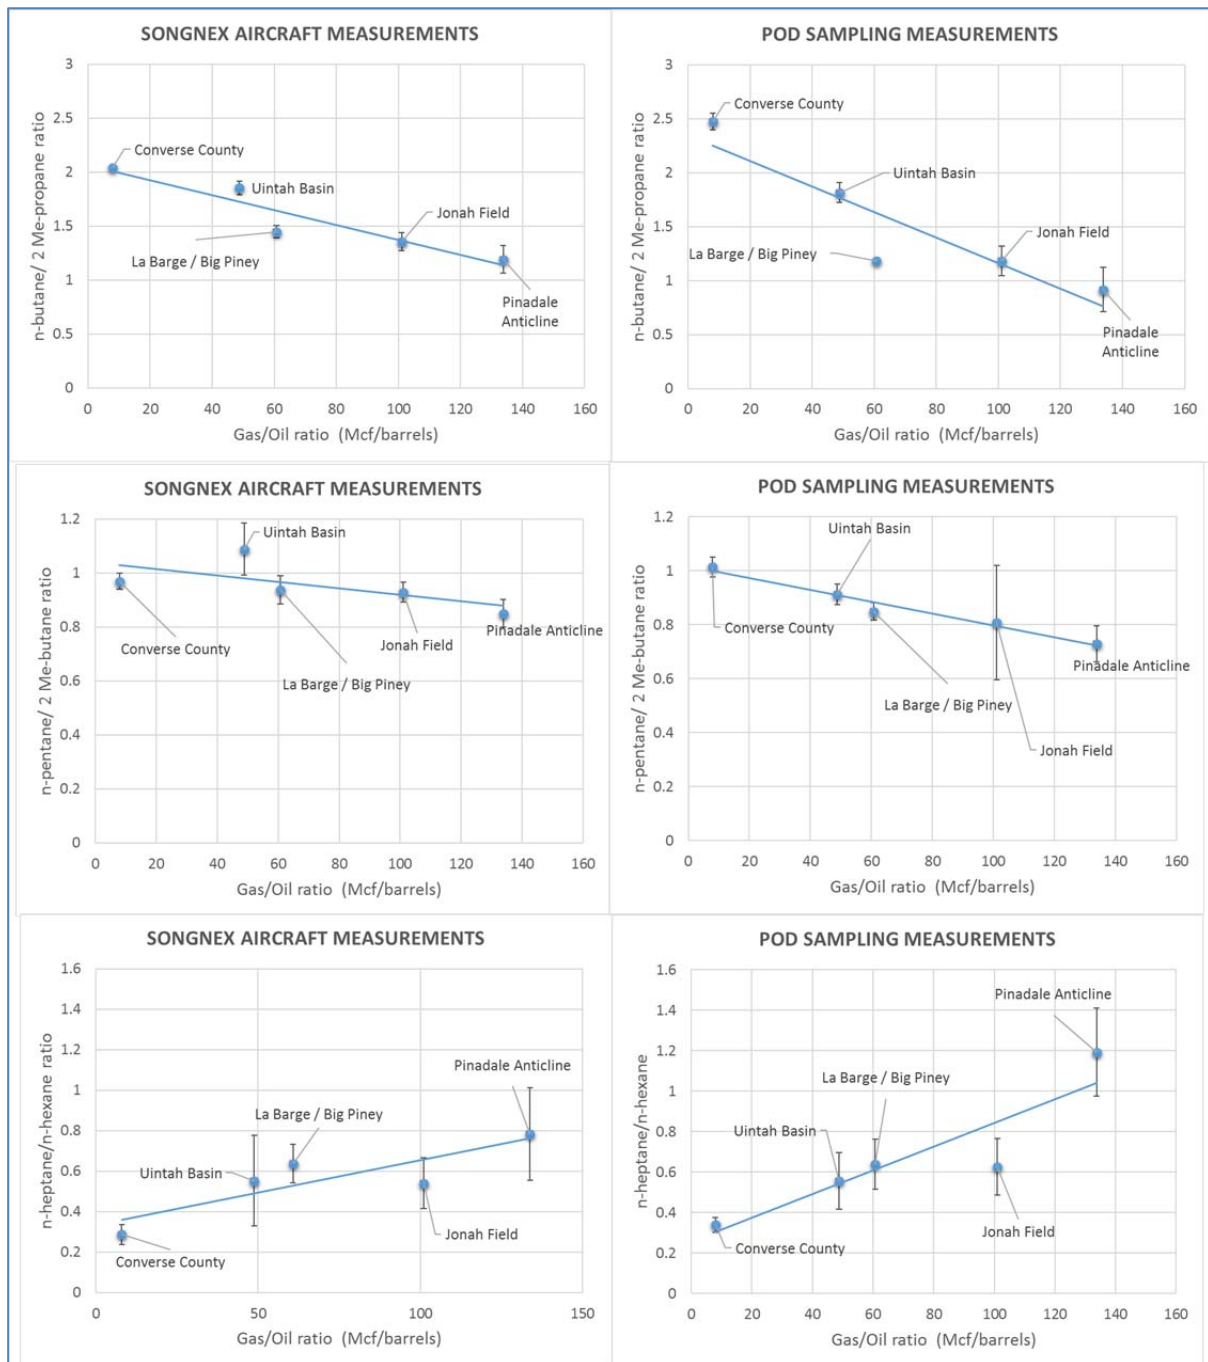 SONGNEX AIRCRAFT MEASUREMENTS
n-butane/ 2 Me-propane ratio
3
2.5
2
1.5
1
0.5
0
Converse County
Uintah Basin
Jonah Field
La Barge / Big Piney
Pinadale
Anticline
0 20 40 60 80 100 120 140 160
Gas/Oil ratio (Mcf/barrels)
POD SAMPLING MEASUREMENTS
n-butane/ 2 Me-propane ratio
3
2.5
2
1.5
1
0.5
0
Converse County
Uintah Basin
Jonah Field
La Barge / Big Piney
Pinadale
Anticline
0 20 40 60 80 100 120 140 160
Gas/Oil ratio (Mcf/barrels)
SONGNEX AIRCRAFT MEASUREMENTS
n-pentane/ 2 Me-butane ratio
1.2
1
0.8
0.6
0.4
0.2
0
Uintah Basin
Pinadale Anticline
Jonah Field
Converse County
La Barge / Big Piney
0 20 40 60 80 100 120 140 160
Gas/Oil ratio (Mcf/barrels)
POD SAMPLING MEASUREMENTS
n-pentane/ 2 Me-butane ratio
1.2
1
0.8
0.6
0.4
0.2
0
Uintah Basin
Converse County
Pinadale Anticline
La Barge / Big Piney
Jonah Field
0 20 40 60 80 100 120 140 160
Gas/Oil ratio (Mcf/barrels)
SONGNEX AIRCRAFT MEASUREMENTS
n-heptane/n-hexane ratio
1.6
1.4
1.2
1
0.8
0.6
0.4
0.2
0
Pinadale Anticline
La Barge / Big Piney
Uintah Basin
Jonah Field
Converse County
0 50 100 150
Gas/Oil ratio (Mcf/barrels)
POD SAMPLING MEASUREMENTS
n-heptane/n-hexane
1.6
1.4
1.2
1
0.8
0.6
0.4
0.2
0
Pinadale Anticline
La Barge / Big Piney
Uintah Basin
Jonah Field
Converse County
0 20 40 60 80 100 120 140 160
Gas/Oil ratio (Mcf/barrels)